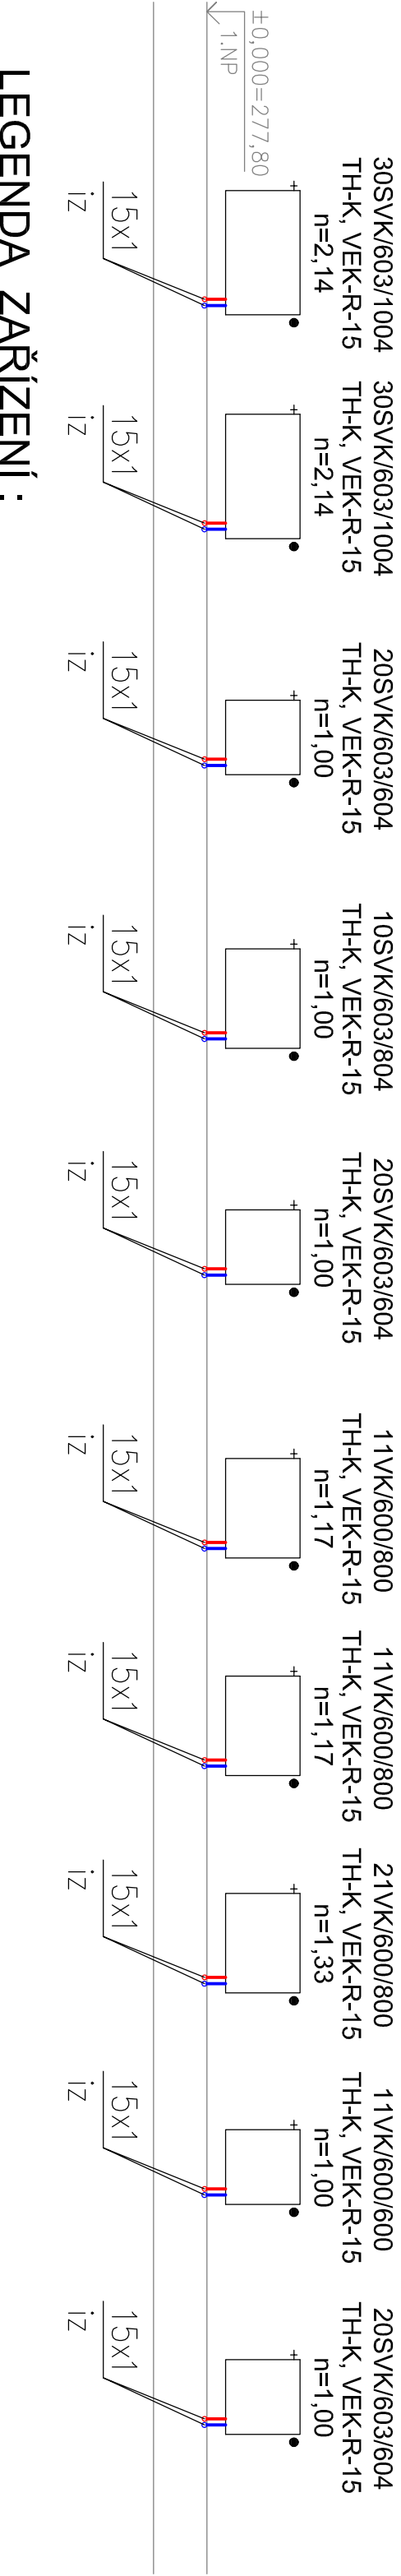 30SVK/603/1004
TH-K, VEK-R-15
n=2,14
30SVK/603/1004
TH-K, VEK-R-15
n=2,14
20SVK/603/604
TH-K, VEK-R-15
n=1,00
10SVK/603/804
TH-K, VEK-R-15
n=1,00
20SVK/603/604
TH-K, VEK-R-15
n=1,00
11VK/600/800
TH-K, VEK-R-15
n=1,17
11VK/600/800
TH-K, VEK-R-15
n=1,17
21VK/600/800
TH-K, VEK-R-15
n=1,33
11VK/600/600
TH-K, VEK-R-15
n=1,00
20SVK/603/604
TH-K, VEK-R-15
n=1,00
±0,000=277,80
1.NP
15x1
iz
15x1
iz
15x1
iz
15x1
iz
15x1
iz
15x1
iz
15x1
iz
15x1
iz
15x1
iz
15x1
iz
LEGENDA ZAŘÍZENÍ :